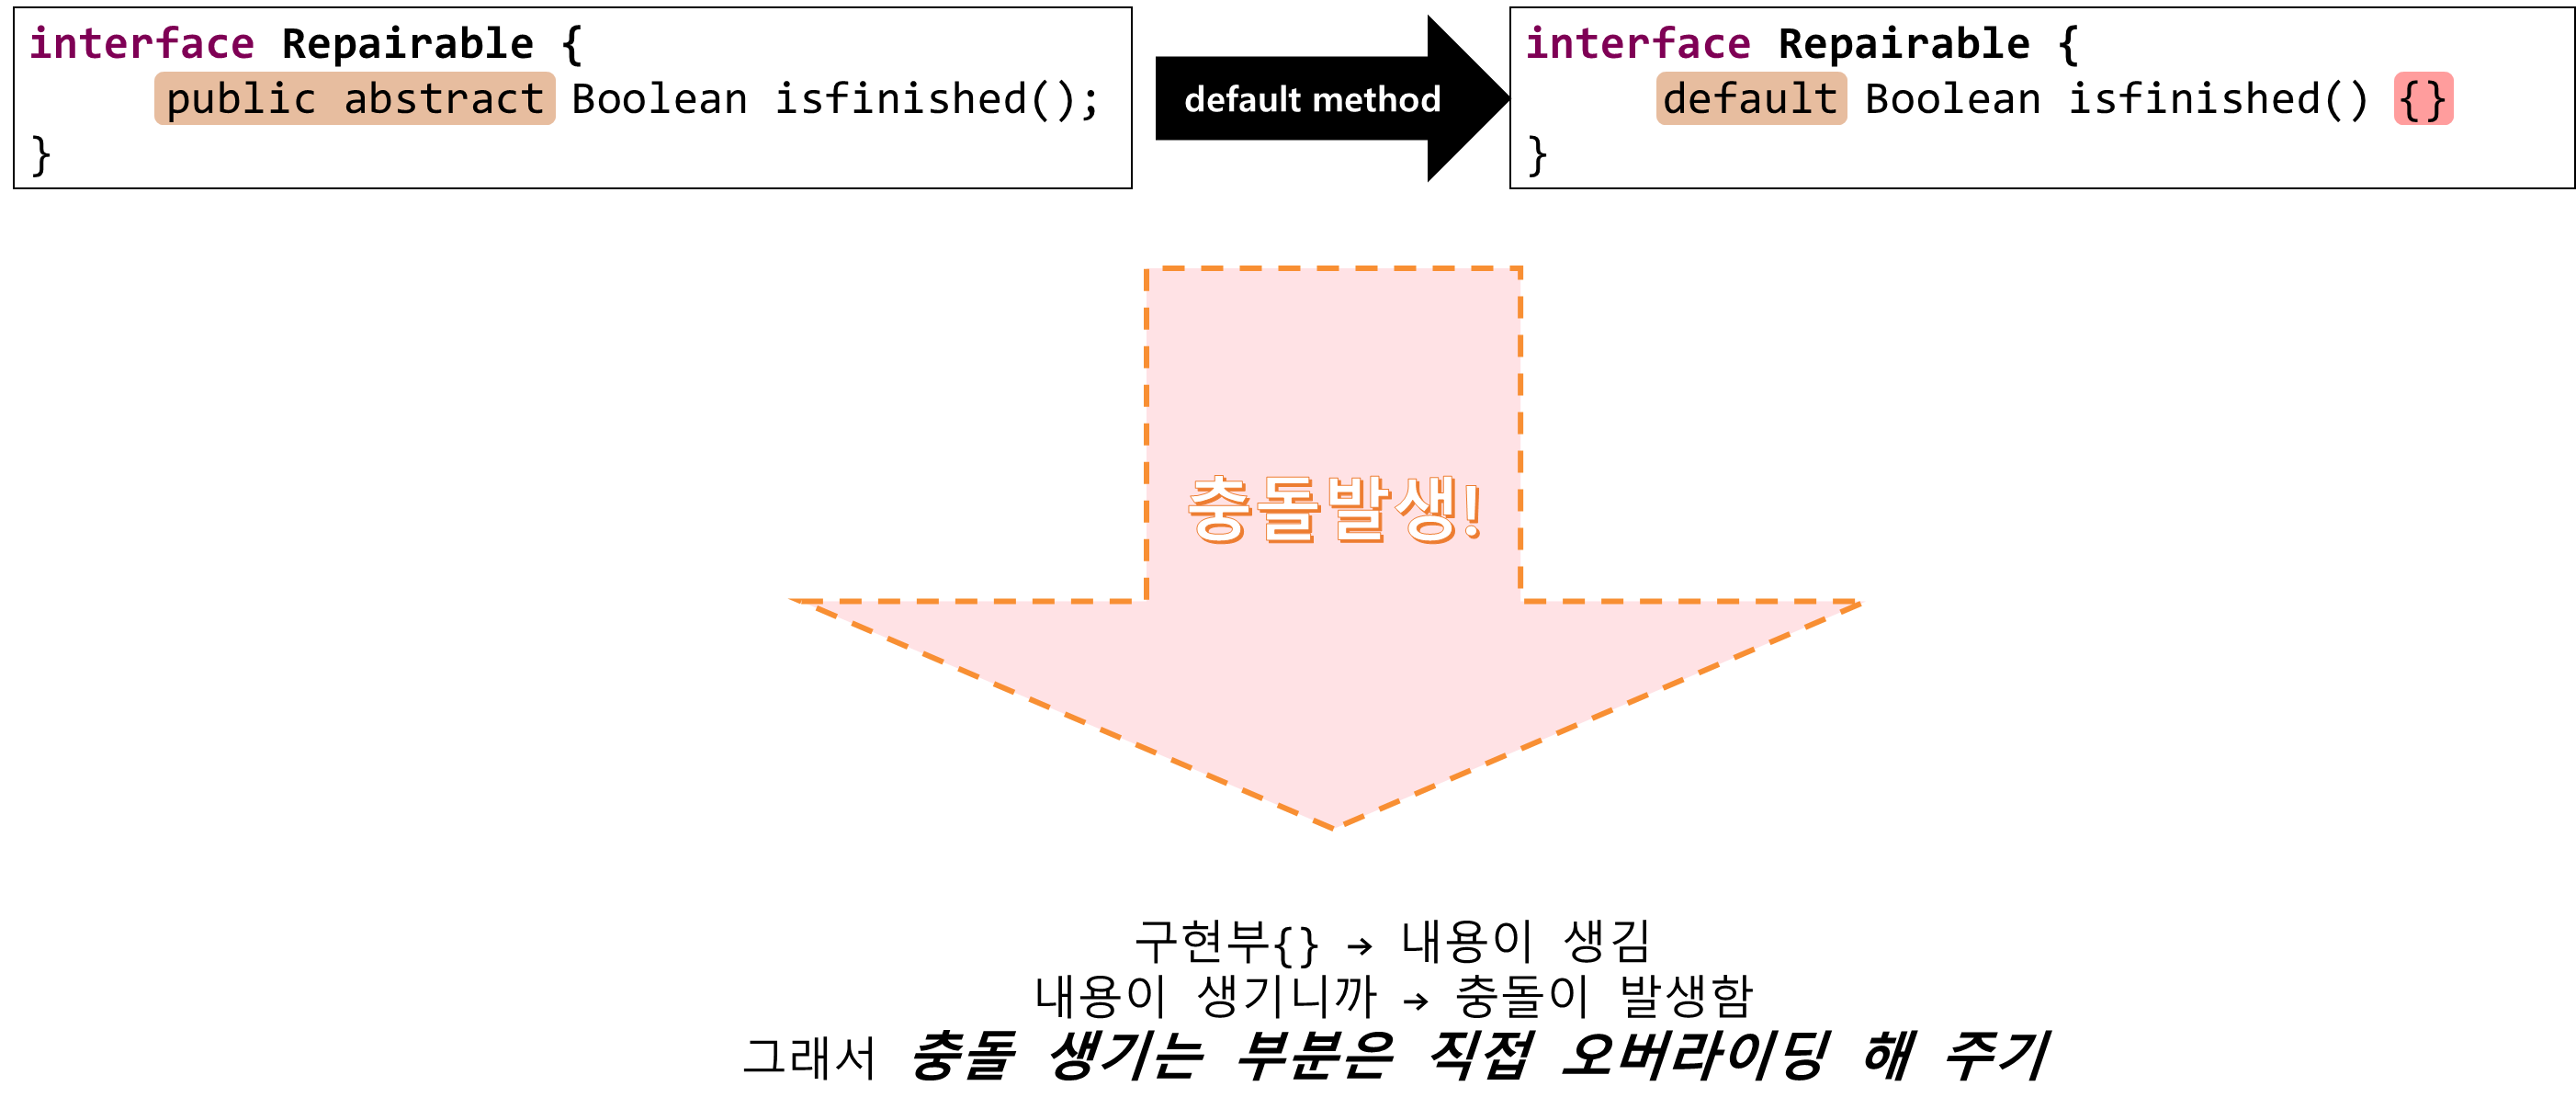 interface Repairable {
public abstract Boolean isfinished();
}
default method
interface Repairable {
default Boolean isfinished() {}
}
충돌발생!
구현부{} → 내용이 생김
내용이 생기니까 → 충돌이 발생함
그래서 충돌 생기는 부분은 직접 오버라이딩 해 주기